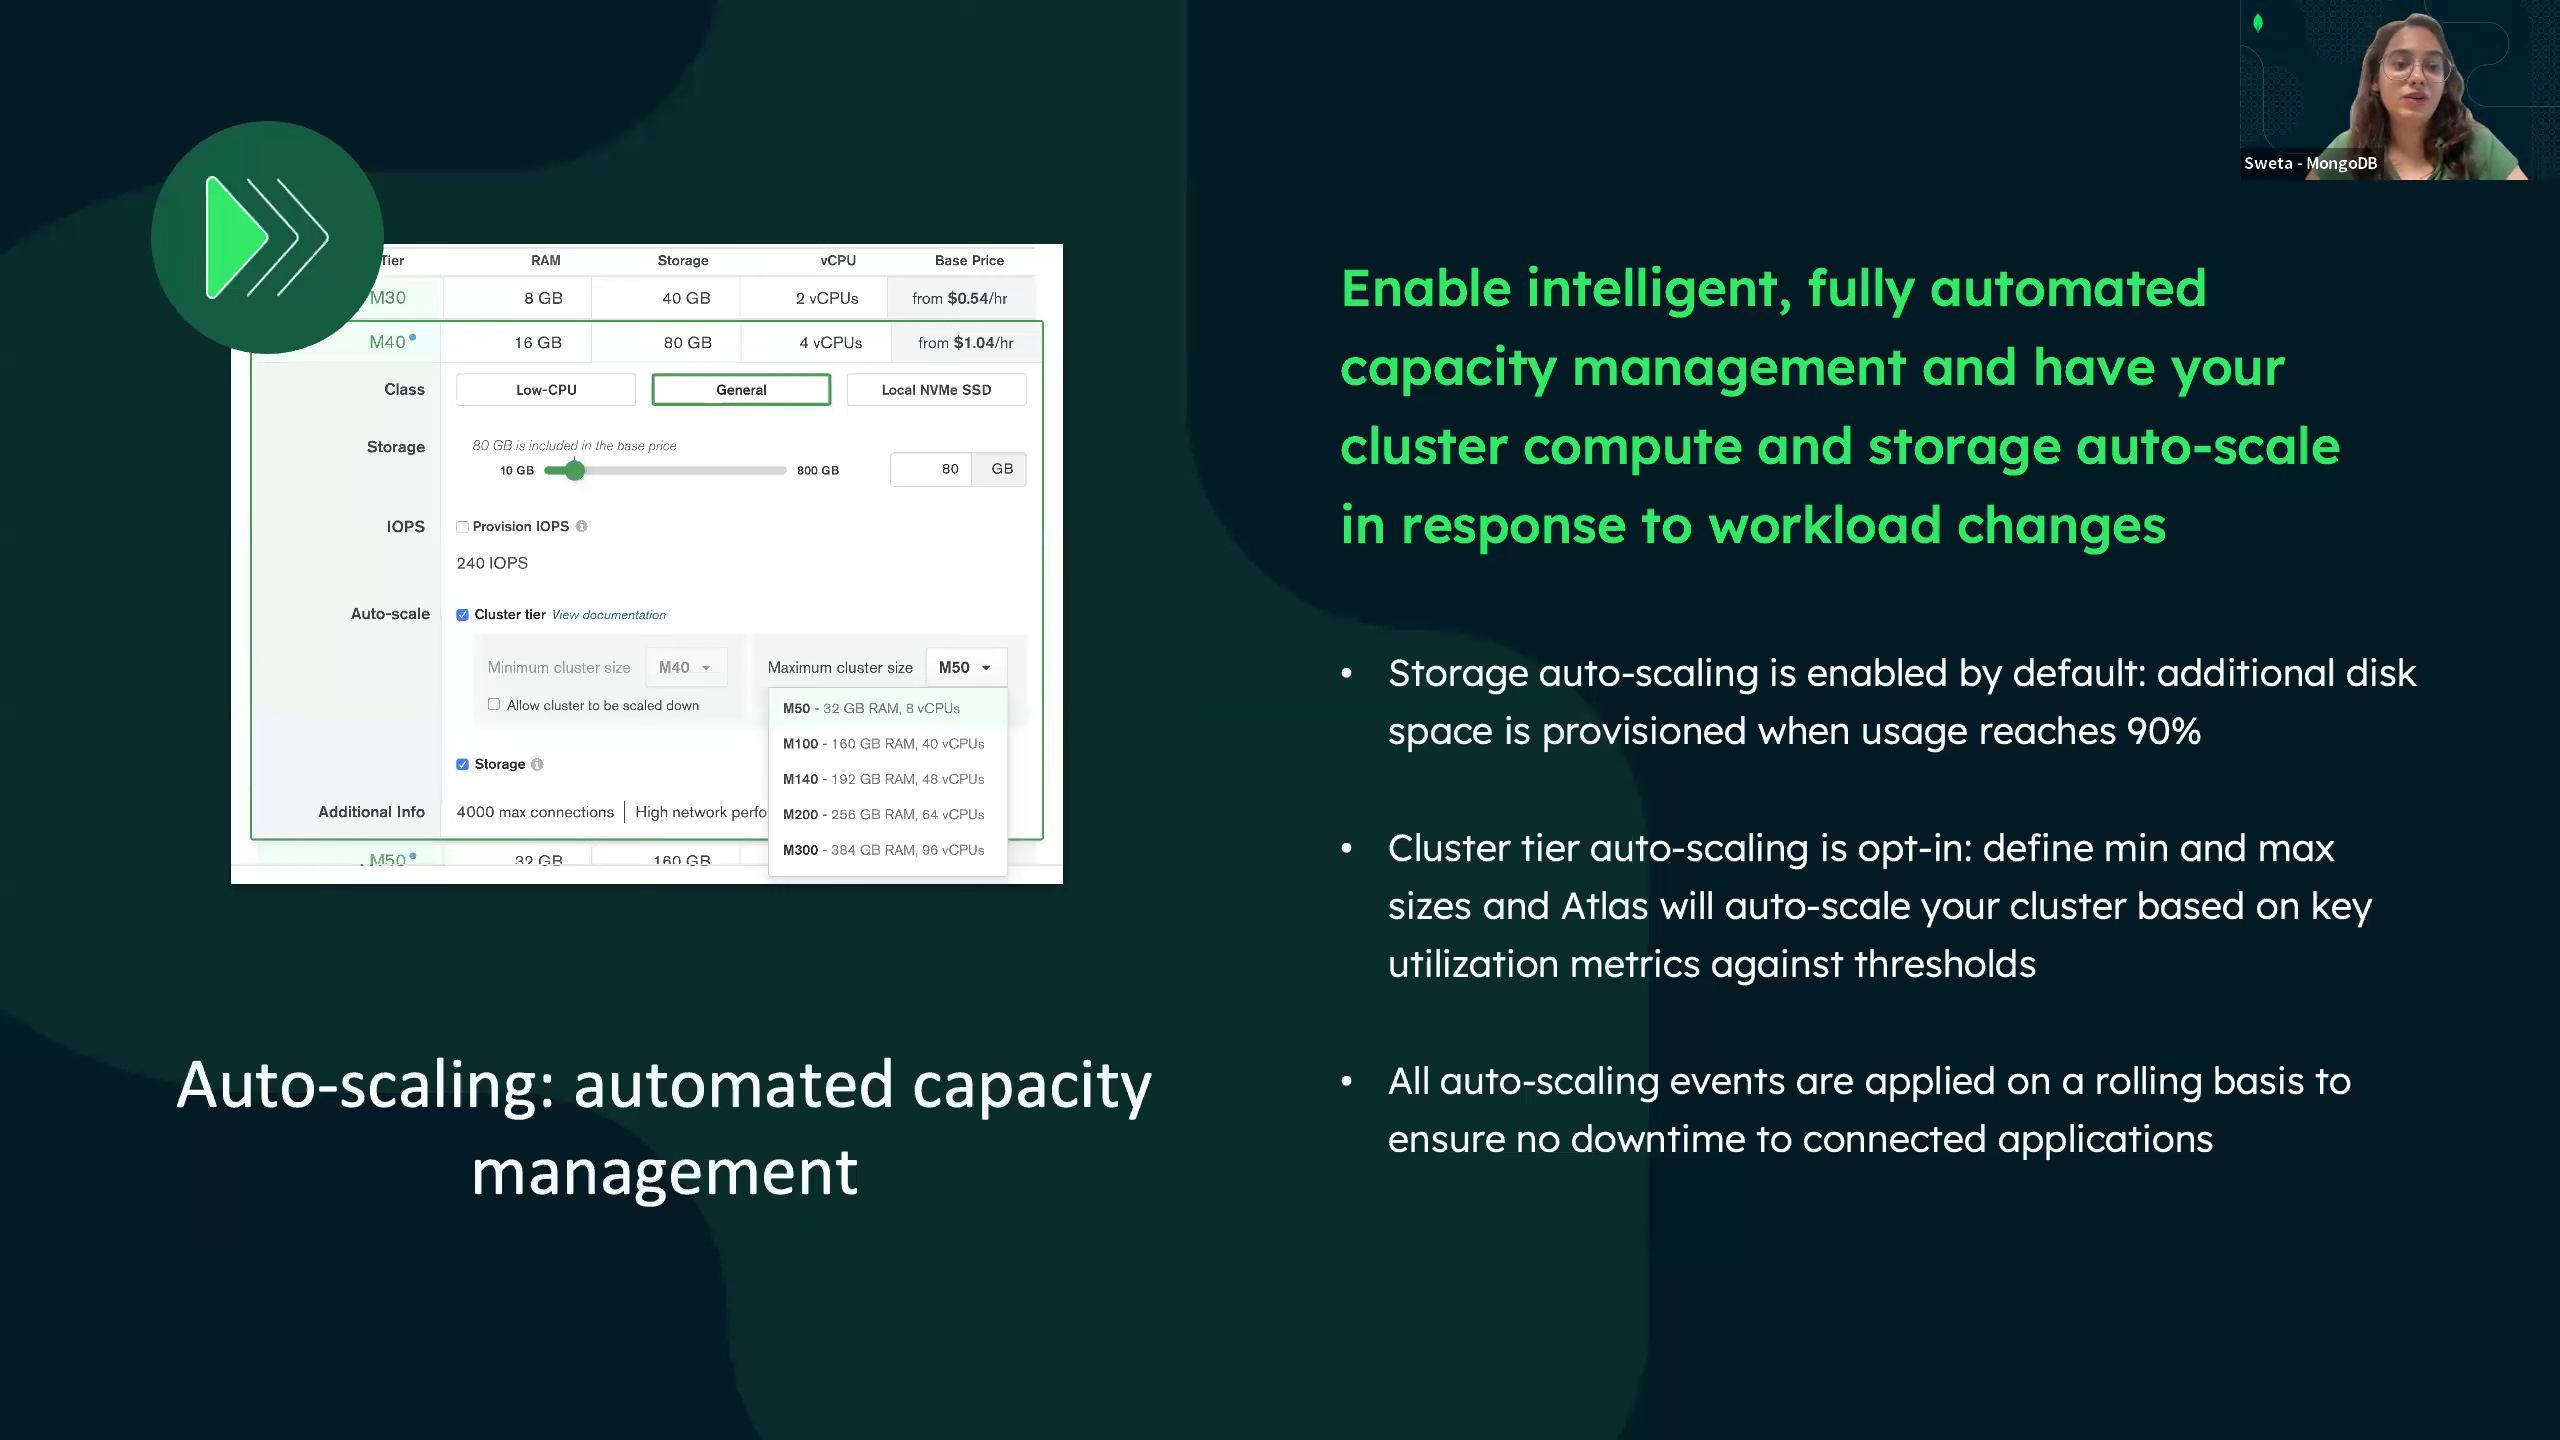 Sweta - MongoDB
Tier RAM Storage vCPU Base Price
M30 8 GB 40 GB 2 vCPUs from $0.54/hr
M40 16 GB 80 GB 4 vCPUs from $1.04/hr
Class Low-CPU General Local NVMe SSD
80 GB is included in the base price
Storage 10 GB 800 GB 80 GB
IOPS Provision IOPS
240 IOPS
Auto-scale Cluster tier View documentation
Minimum cluster size M40 Maximum cluster size M50
Allow cluster to be scaled down
M50 - 32 GB RAM, 8 vCPUs
M100 - 160 GB RAM, 40 vCPUs
Storage
M140 - 192 GB RAM, 48 vCPUs
Additional Info 4000 max connections High network perfo
M200 - 256 GB RAM, 64 vCPUs
M300 - 384 GB RAM, 96 vCPUs
M50 32 GB 160 GB
Auto-scaling: automated capacity
management
Enable intelligent, fully automated
capacity management and have your
cluster compute and storage auto-scale
in response to workload changes
• Storage auto-scaling is enabled by default: additional disk
space is provisioned when usage reaches 90%
• Cluster tier auto-scaling is opt-in: define min and max
sizes and Atlas will auto-scale your cluster based on key
utilization metrics against thresholds
• All auto-scaling events are applied on a rolling basis to
ensure no downtime to connected applications